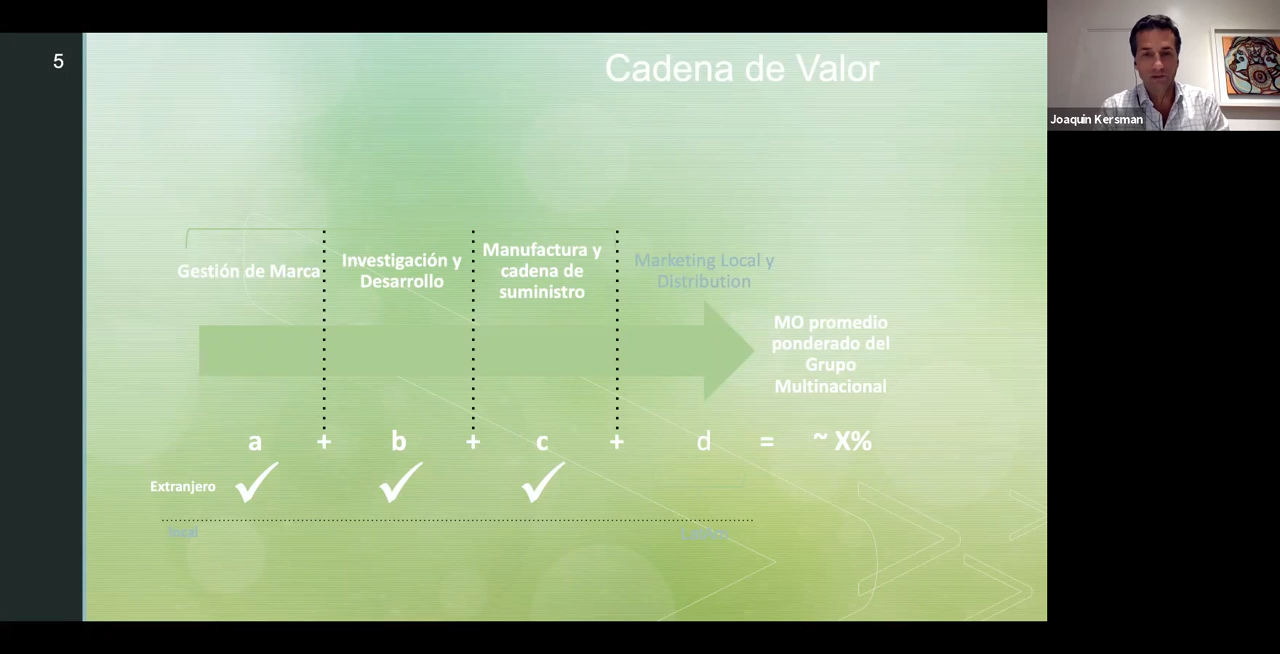 5
Cadena de Valor
Joaquin Kersman
Gestión de Marca
Investigación y
Desarrollo
Manufactura y
cadena de
suministro
Marketing Local y
Distribution
MO promedio
ponderado del
Grupo
Multinacional
a + b + c + d = ~ X%
Extranjero
local